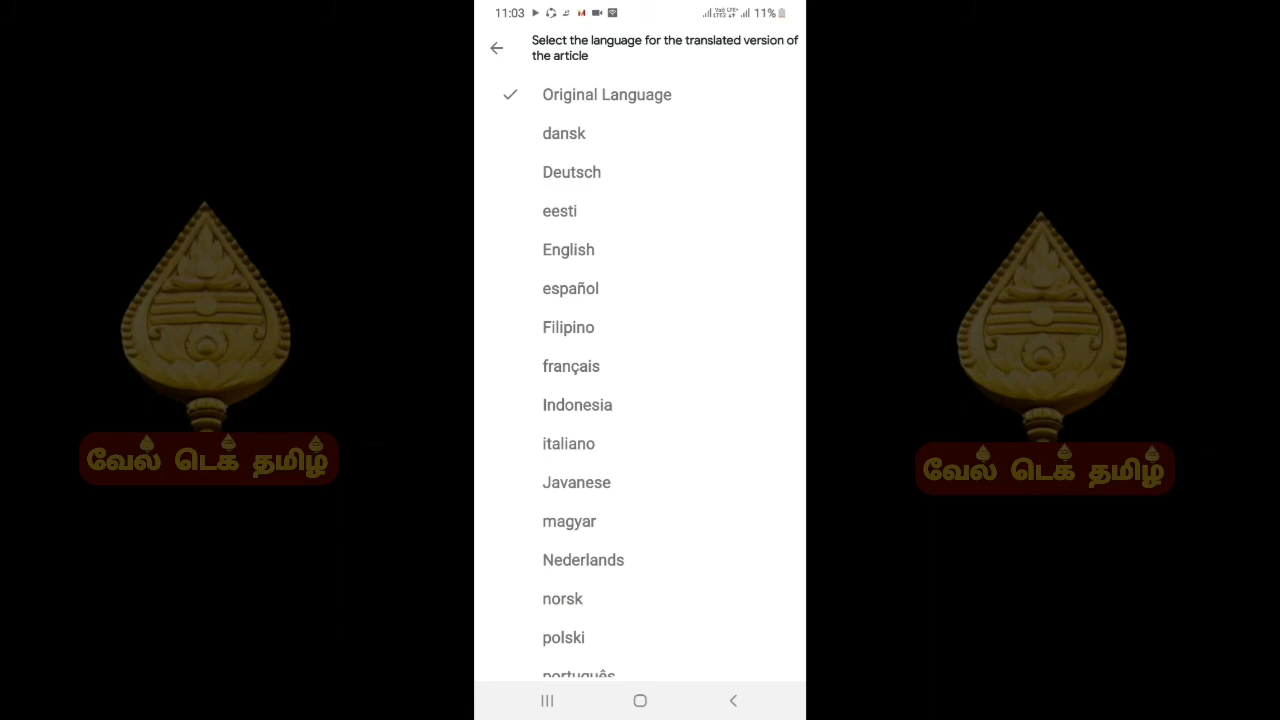 11:03
11%
Select the language for the translated version of
the article
Original Language
dansk
Deutsch
eesti
English
español
Filipino
français
Indonesia
italiano
Javanese
magyar
Nederlands
norsk
polski
português
வேல் டெக் தமிழ்
வேல் டெக் தமிழ்